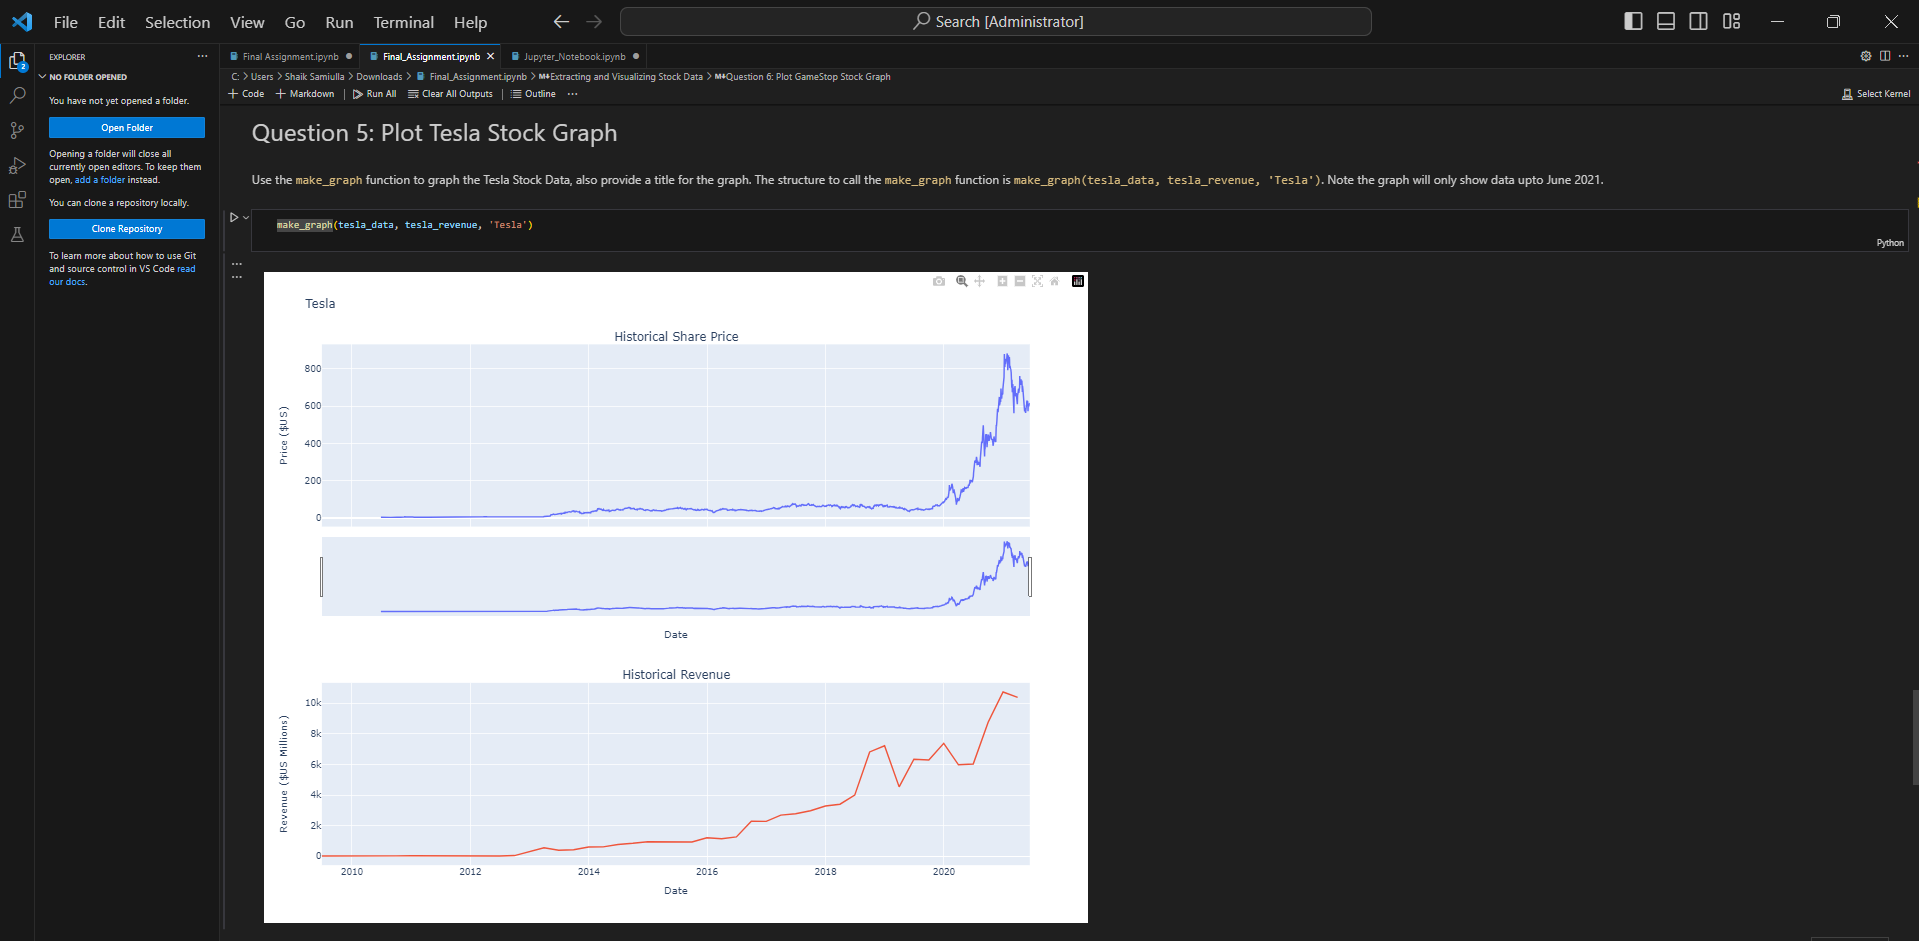 File Edit Selection View Go Run Terminal Help
Search [Administrator]
EXPLORER
NO FOLDER OPENED
You have not yet opened a folder.
Open Folder
Opening a folder will close all
currently open editors. To keep them
open, add a folder instead.
You can clone a repository locally.
Clone Repository
To learn more about how to use Git
and source control in VS Code read
our docs.
2
Final Assignment.ipynb
Final_Assignment.ipynb
Jupyter_Notebook.ipynb
C: > Users > Shaik Samiulla > Downloads > Final_Assignment.ipynb > M↓Extracting and Visualizing Stock Data > M↓Question 6: Plot GameStop Stock Graph
+ Code + Markdown | Run All Clear All Outputs | Outline ...
Select Kernel
Question 5: Plot Tesla Stock Graph
Use the make_graph function to graph the Tesla Stock Data, also provide a title for the graph. The structure to call the make_graph function is make_graph(tesla_data, tesla_revenue, 'Tesla'). Note the graph will only show data upto June 2021.
make_graph(tesla_data, tesla_revenue, 'Tesla')
Python
Tesla
Historical Share Price
Price ($US)
800
600
400
200
0
Date
Historical Revenue
Revenue ($US Millions)
10k
8k
6k
4k
2k
0
2010 2012 2014 2016 2018 2020
Date